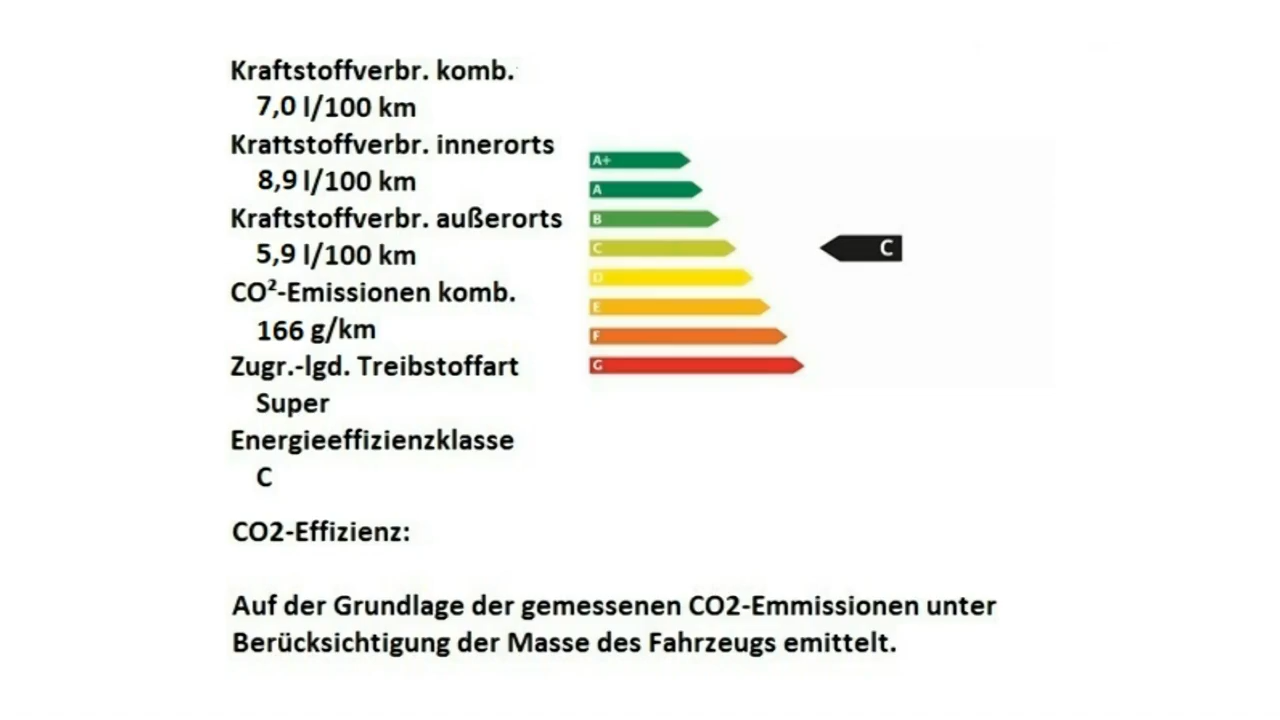 Kraftstoffverbr. komb.
7,0 l/100 km
Krattstoffverbr. innerorts
8,9 l/100 km
Kraftstoffverbr. außerorts
5,9 l/100 km
CO²-Emissionen komb.
166 g/km
Zugr.-lgd. Treibstoffart
Super
Energieeffizienzklasse
C
A+
A
B
C
D
E
F
G
C
CO2-Effizienz:
Auf der Grundlage der gemessenen CO2-Emmissionen unter
Berücksichtigung der Masse des Fahrzeugs emittelt.